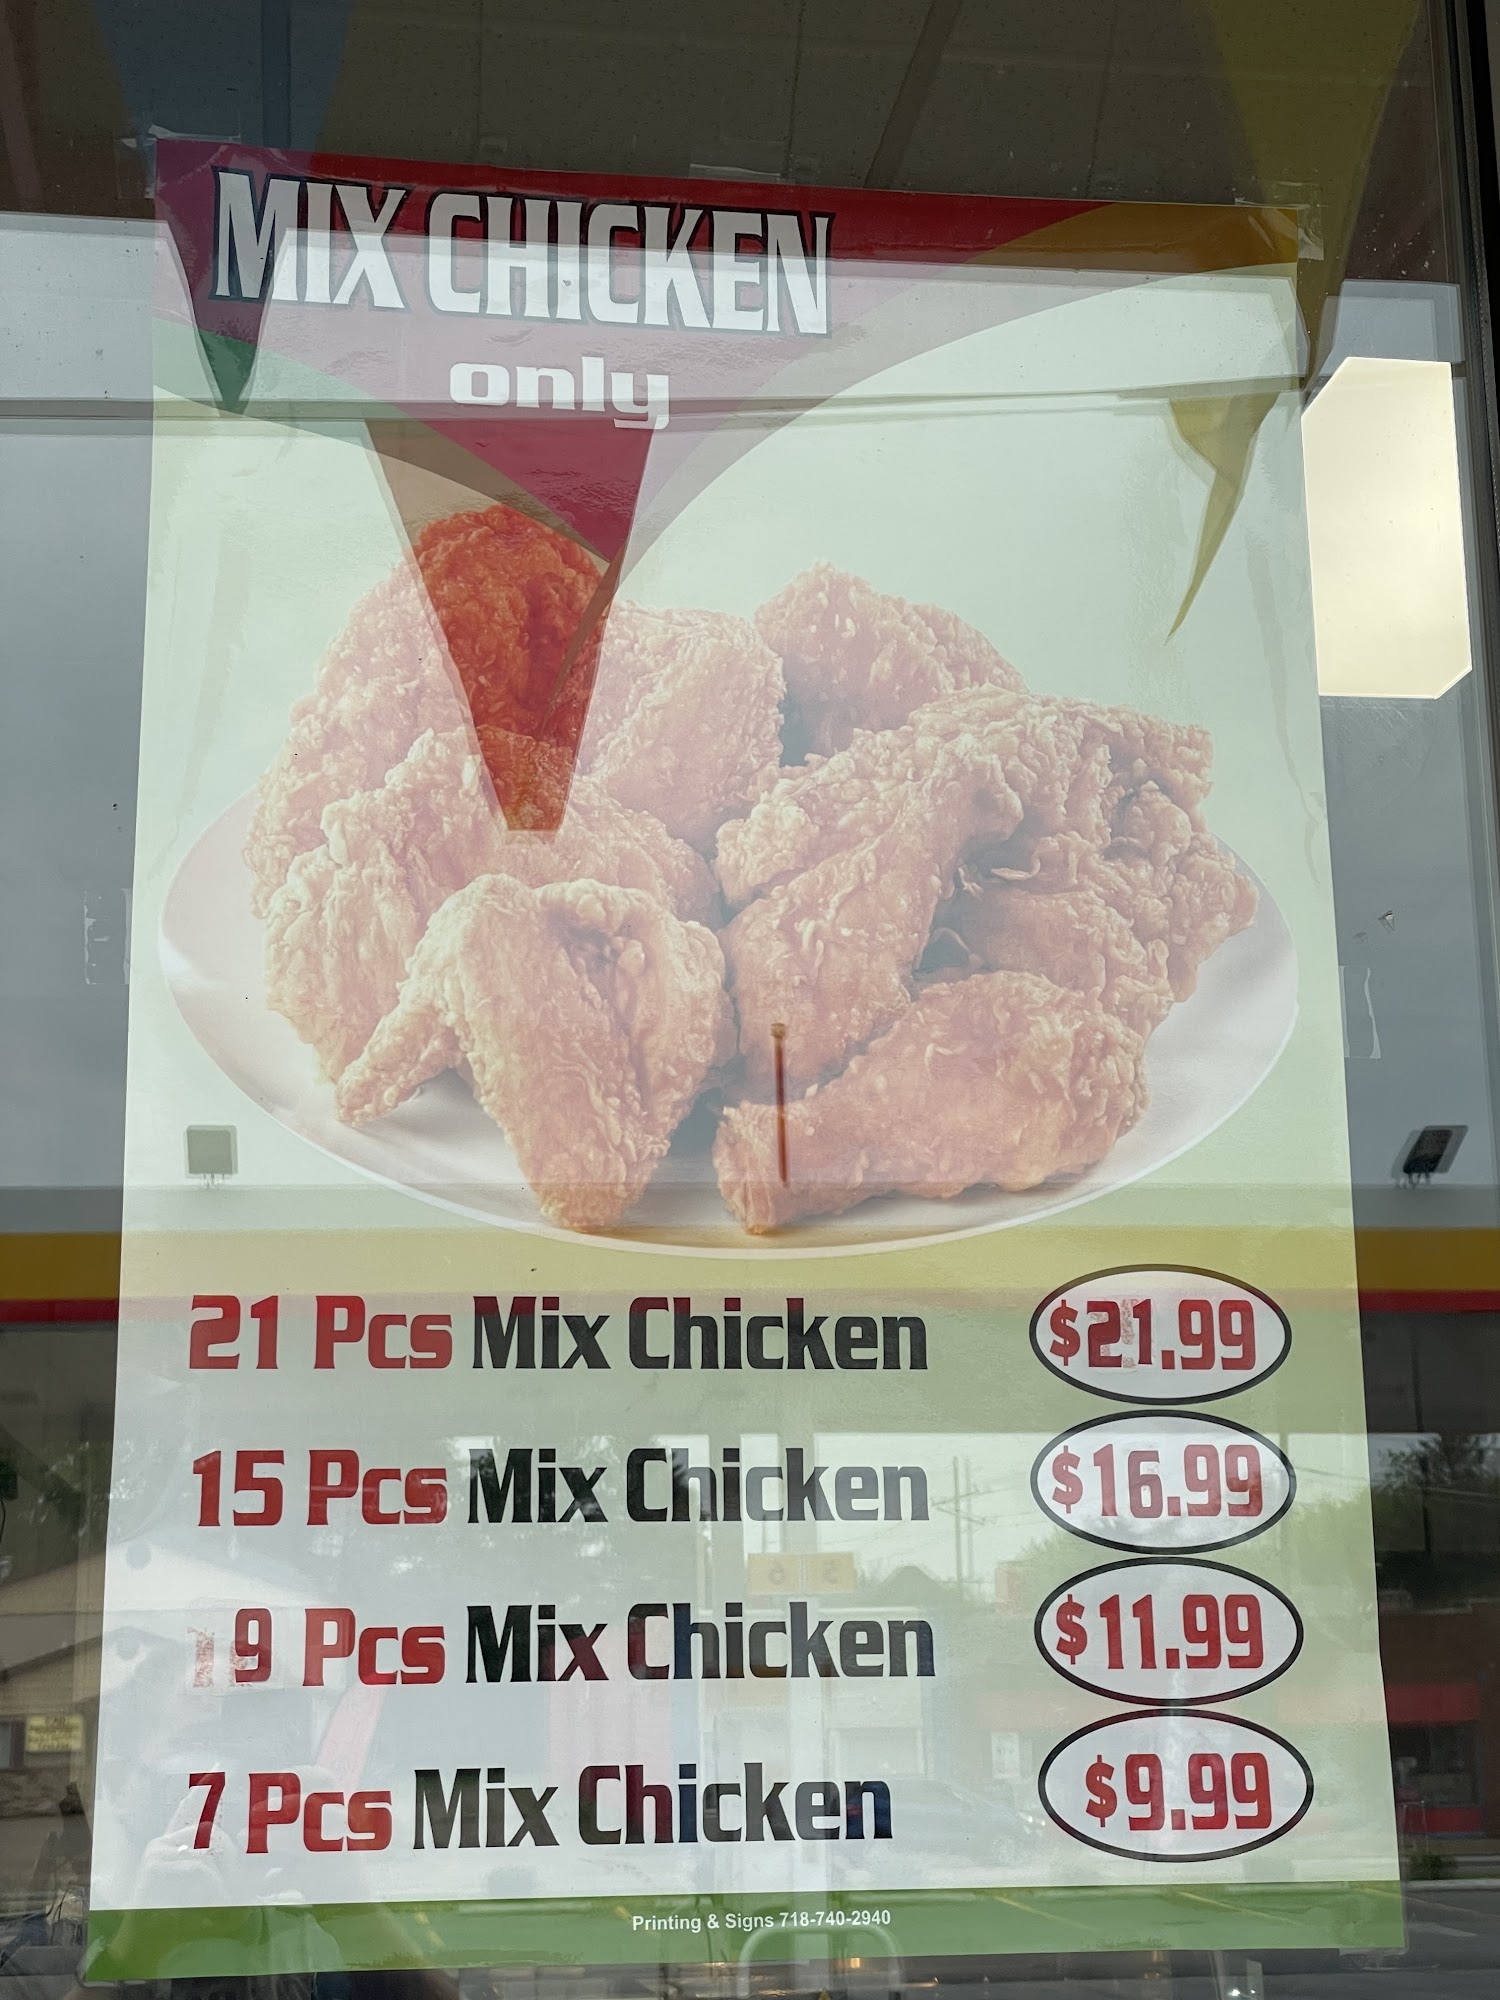 MIX CHICKEN
only
21 Pcs Mix Chicken $21.99
15 Pcs Mix Chicken $16.99
9 Pcs Mix Chicken $11.99
7 Pcs Mix Chicken $9.99
Printing & Signs 718-740-2940